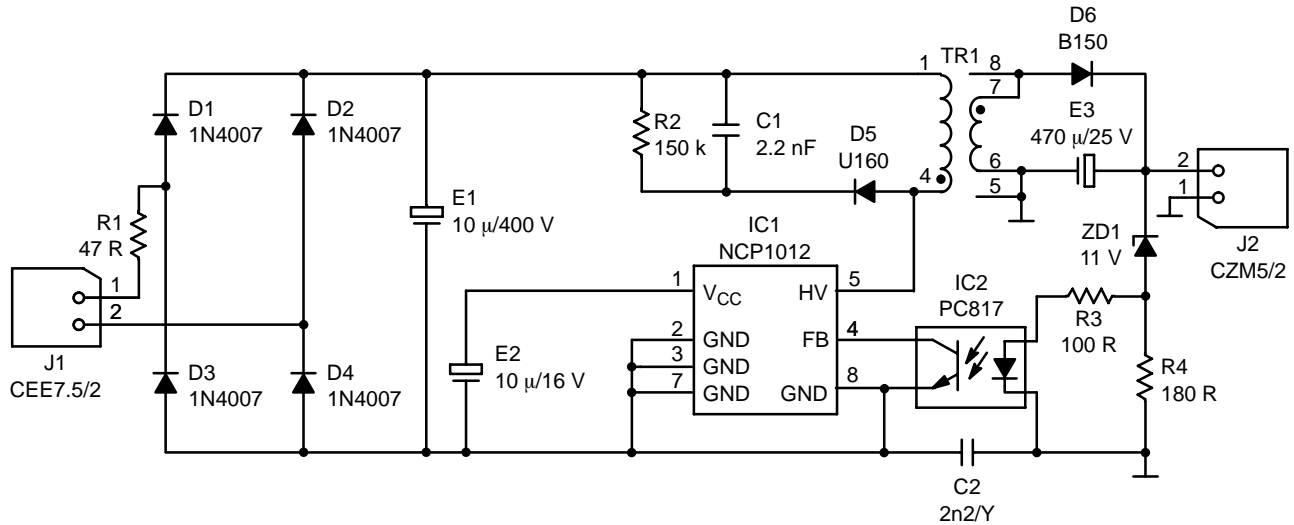 D6
B150
TR1
1
8
7
D1
1N4007
D2
1N4007
E3
470 μ/25 V
R2
150 k
C1
2.2 nF
D5
U160
4
6
5
2
1
R1
47 R
E1
10 μ/400 V
IC1
NCP1012
ZD1
11 V
J2
CZM5/2
1
2
J1
CEE7.5/2
1
VCC
HV
5
IC2
PC817
R3
100 R
2
GND
FB
4
3
GND
7
GND
GND
8
E2
10 μ/16 V
D3
1N4007
D4
1N4007
R4
180 R
C2
2n2/Y